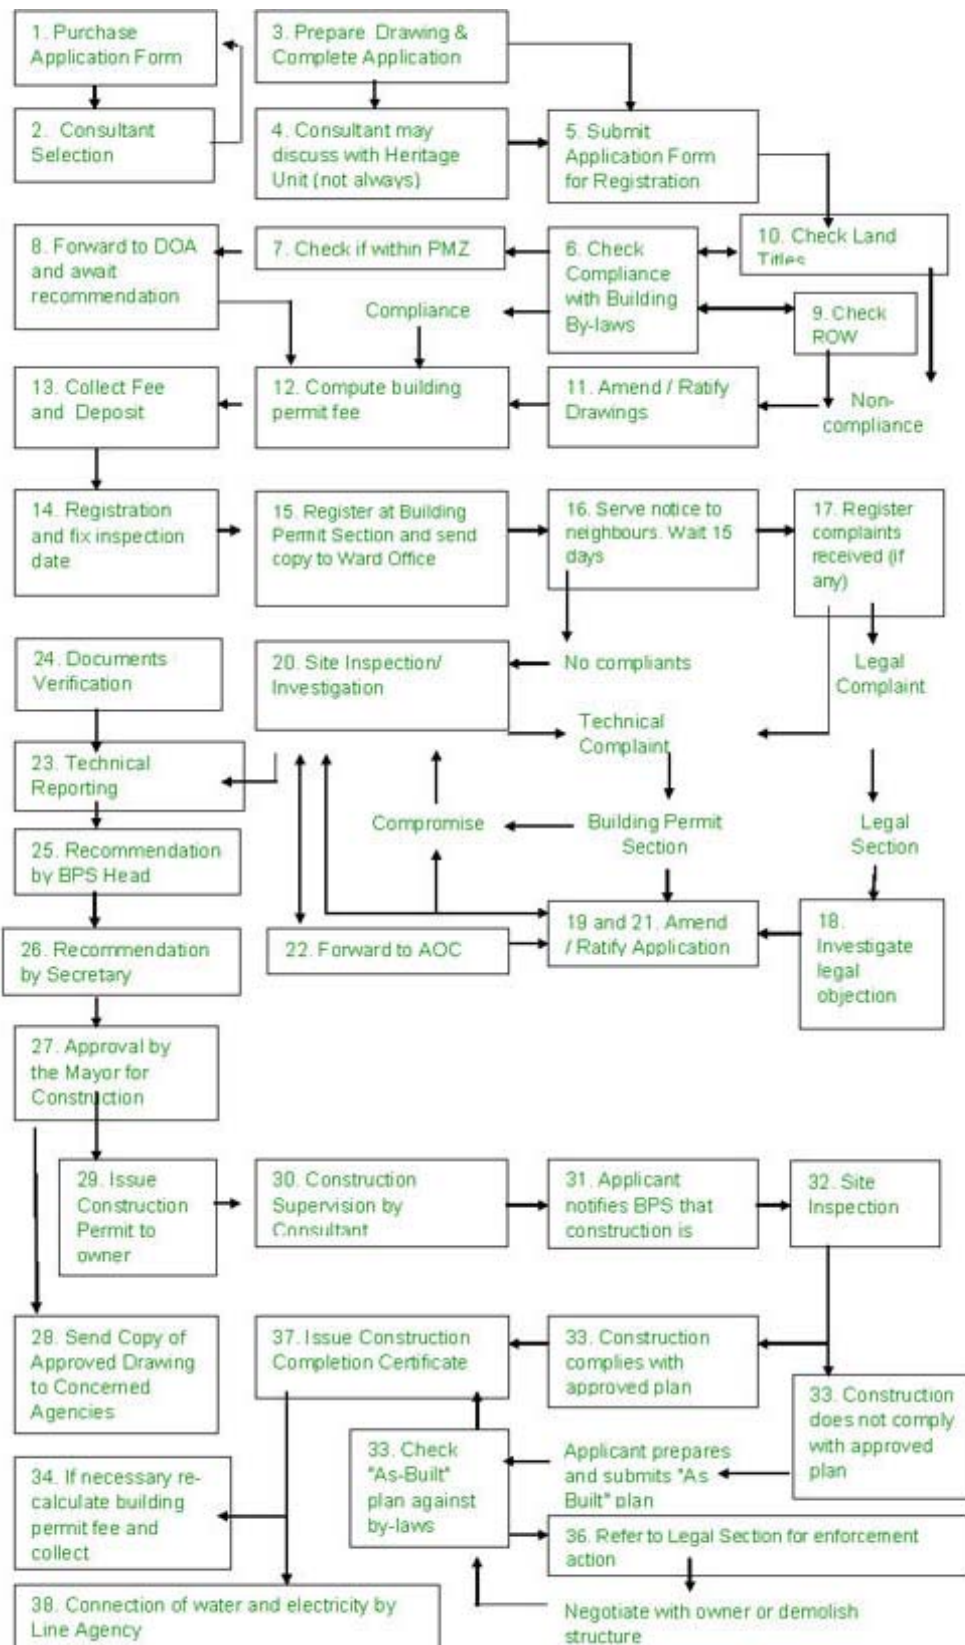 1. Purchase
Application Form
3. Prepare Drawing &
Complete Application
2. Consultant
Selection
4. Consultant may
discuss with Heritage
Unit (not always)
5. Submit
Application Form
for Registration
8. Forward to DOA
and await
recommendation
7. Check if within PMZ
6. Check
Compliance
with Building
By-laws
10. Check Land
Titles
Compliance
9. Check
ROW
13. Collect Fee
and Deposit
12. Compute building
permit fee
11. Amend / Ratify
Drawings
Non-
compliance
14. Registration
and fix inspection
date
15. Register at Building
Permit Section and send
copy to Ward Office
16. Serve notice to
neighbours. Wait 15
days
17. Register
complaints
received (if
any)
24. Documents
Verification
20. Site Inspection/
Investigation
No compliants
Legal
Complaint
Technical
Complaint
23. Technical
Reporting
Compromise
Building Permit
Section
Legal
Section
25. Recommendation
by BPS Head
26. Recommendation
by Secretary
22. Forward to AOC
19 and 21. Amend
/ Ratify Application
18.
Investigate
legal
objection
27. Approval by
the Mayor for
Construction
29. Issue
Construction
Permit to
owner
30. Construction
Supervision by
Consultant
31. Applicant
notifies BPS that
construction is
32. Site
Inspection
28. Send Copy of
Approved Drawing
to Concerned
Agencies
37. Issue Construction
Completion Certificate
33. Construction
complies with
approved plan
33. Construction
does not comply
with approved
plan
34. If necessary re-
calculate building
permit fee and
collect
33. Check
"As-Built"
plan against
by-laws
Applicant prepares
and submits "As
Built" plan
36. Refer to Legal Section for enforcement
action
38. Connection of water and electricity by
Line Agency
Negotiate with owner or demolish
structure